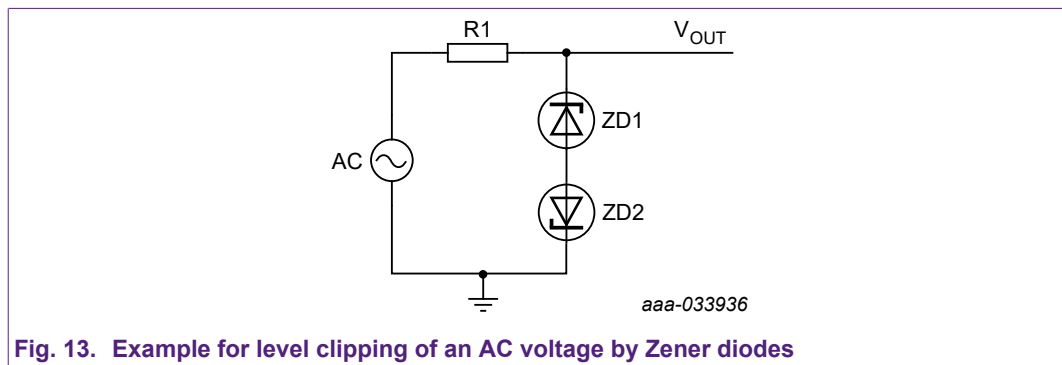 R1
V OUT
ZD1
AC
ZD2
aaa-033936
Fig. 13. Example for level clipping of an AC voltage by Zener diodes